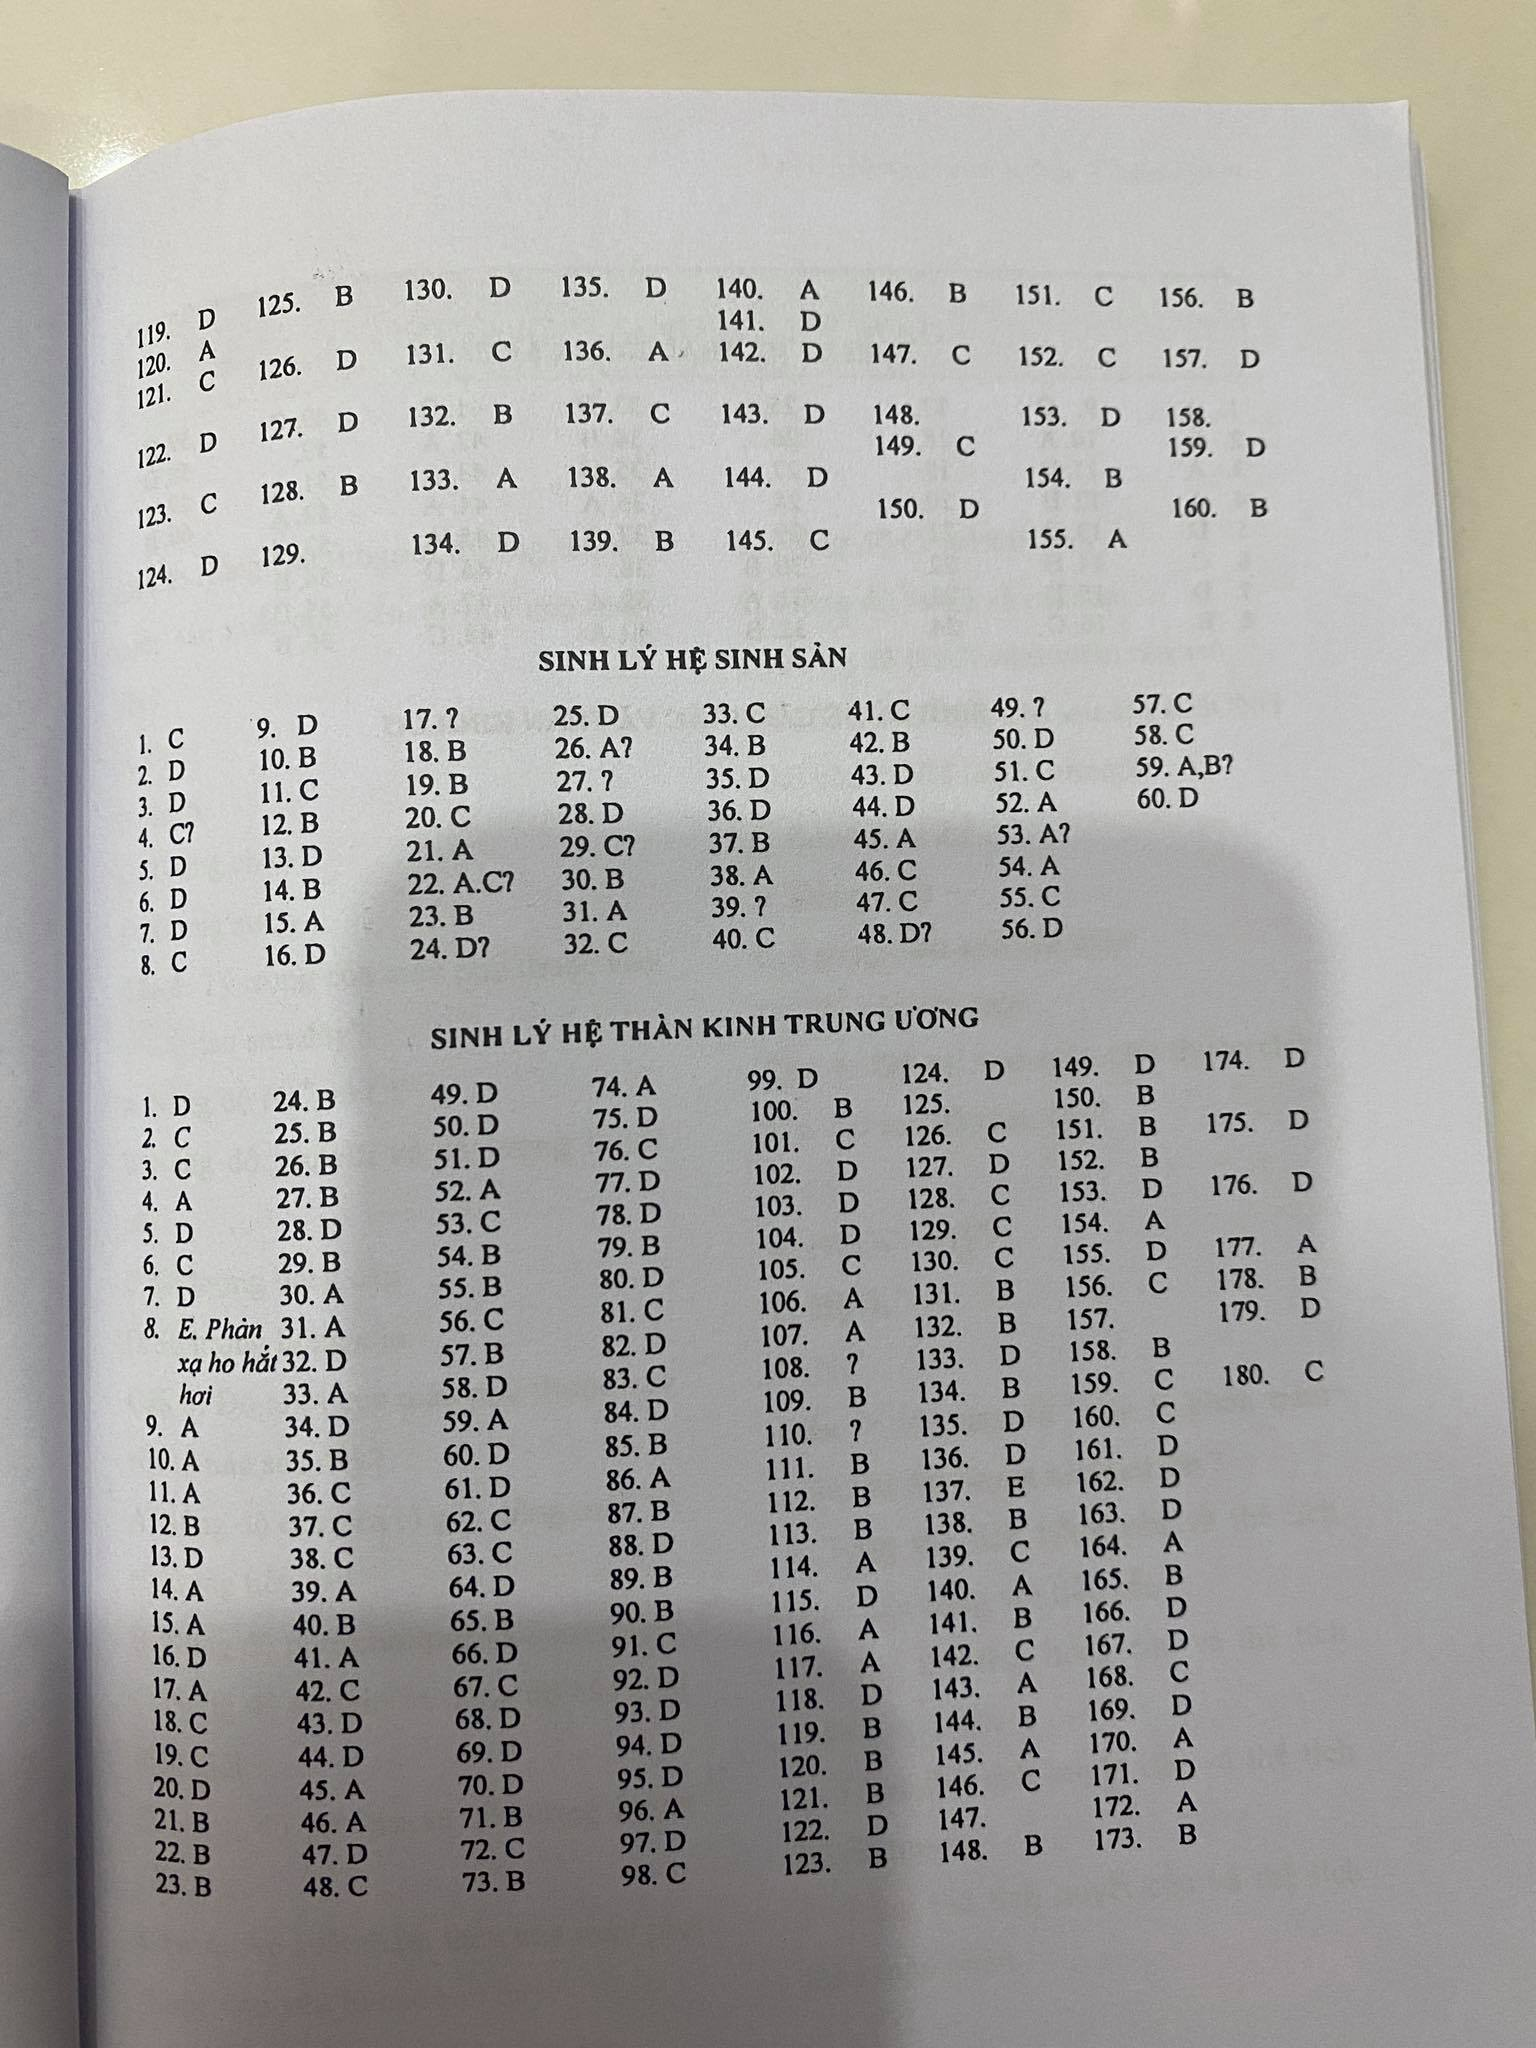 119. D 125. B 130. D 135. D 140. A 146. B 151. C 156. B
120. A 141. D
121. C 126. D 131. C 136. A 142. D 147. C 152. C 157. D
122. D 127. D 132. B 137. C 143. D 148. 153. D 158.
149. C 159. D
123. C 128. B 133. A 138. A 144. D 154. B
150. D 160. B
124. D 129. 134. D 139. B 145. C 155. A
SINH LÝ HỆ SINH SẢN
1. C 9. D 17. ? 25. D 33. C 41. C 49. ? 57. C
2. D 10. B 18. B 26. A? 34. B 42. B 50. D 58. C
3. D 11. C 19. B 27. ? 35. D 43. D 51. C 59. A,B?
4. C? 12. B 20. C 28. D 36. D 44. D 52. A 60. D
5. D 13. D 21. A 29. C? 37. B 45. A 53. A?
6. D 14. B 22. A.C? 30. B 38. A 46. C 54. A
7. D 15. A 23. B 31. A 39. ? 47. C 55. C
8. C 16. D 24. D? 32. C 40. C 48. D? 56. D
SINH LÝ HỆ THẦN KINH TRUNG ƯƠNG
1. D 24. B 49. D 74. A 99. D 124. D 149. D 174. D
2. C 25. B 50. D 75. D 100. B 125. 150. B
3. C 26. B 51. D 76. C 101. C 126. C 151. B 175. D
4. A 27. B 52. A 77. D 102. D 127. D 152. B
5. D 28. D 53. C 78. D 103. D 128. C 153. D 176. D
6. C 29. B 54. B 79. B 104. D 129. C 154. A
7. D 30. A 55. B 80. D 105. C 130. C 155. D 177. A
8. E. Phản 31. A 56. C 81. C 106. A 131. B 156. C 178. B
xạ ho hắt 32. D 57. B 82. D 107. A 132. B 157. 179. D
hơi 33. A 58. D 83. C 108. ? 133. D 158. B
9. A 34. D 59. A 84. D 109. B 134. B 159. C 180. C
10. A 35. B 60. D 85. B 110. ? 135. D 160. C
11. A 36. C 61. D 86. A 111. B 136. D 161. D
12. B 37. C 62. C 87. B 112. B 137. E 162. D
13. D 38. C 63. C 88. D 113. B 138. B 163. D
14. A 39. A 64. D 89. B 114. A 139. C 164. A
15. A 40. B 65. B 90. B 115. D 140. A 165. B
16. D 41. A 66. D 91. C 116. A 141. B 166. D
17. A 42. C 67. C 92. D 117. A 142. C 167. D
18. C 43. D 68. D 93. D 118. D 143. A 168. C
19. C 44. D 69. D 94. D 119. B 144. B 169. D
20. D 45. A 70. D 95. D 120. B 145. A 170. A
21. B 46. A 71. B 96. A 121. B 146. C 171. D
22. B 47. D 72. C 97. D 122. D 147. 172. A
23. B 48. C 73. B 98. C 123. B 148. B 173. B